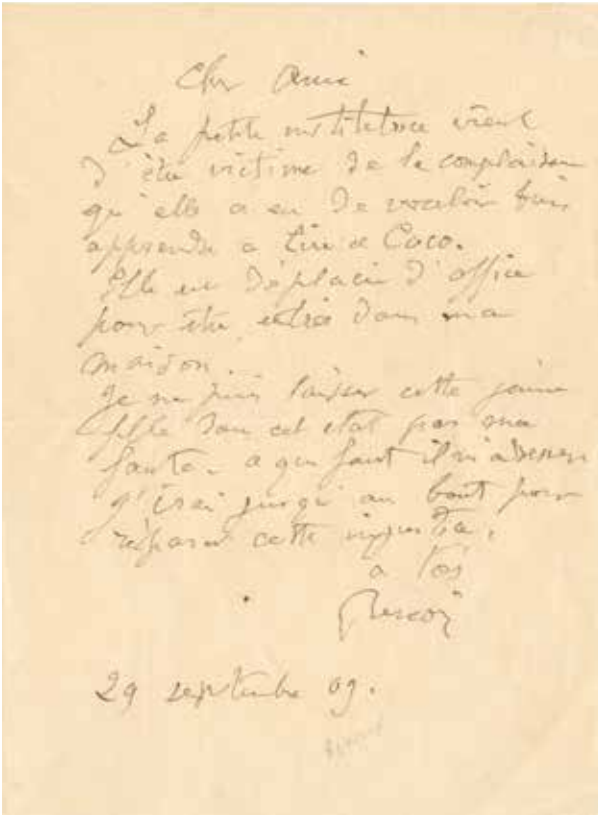 Cher Ami
La petite institutrice vient
d'être victime de la complaisance
qu'elle a eu de vouloir bien
apprendre a lire a Coco.
Elle est déplacée d'office
pour être entrée dans ma
maison.
Je ne puis laisser cette jeune
fille dans cet etat par ma
faute. a qui faut il m'adresser
j'irai jusqu'au bout pour
réparer cette injustice.
a toi
Renoir
29 septembre 09.